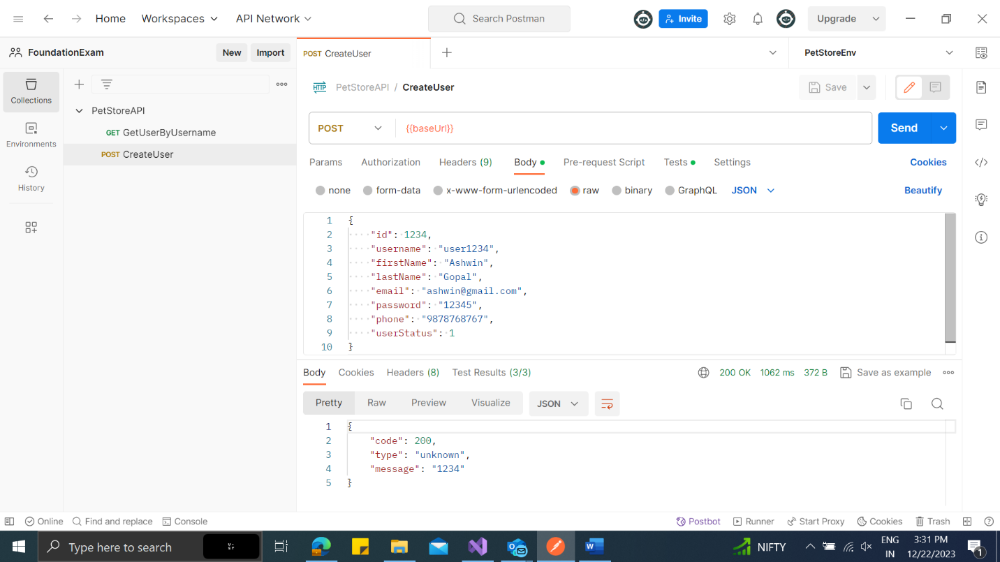 Home Workspaces API Network Search Postman Invite Upgrade
FoundationExam New Import POST CreateUser PetStoreEnv
Collections
Environments
History
PetStoreAPI
GET GetUserByUsername
POST CreateUser
HTTP PetStoreAPI / CreateUser Save
POST {{baseUrl}} Send
Params Authorization Headers (9) Body Pre-request Script Tests Settings Cookies
none form-data x-www-form-urlencoded raw binary GraphQL JSON Beautify
1 {
2 "id": 1234,
3 "username": "user1234",
4 "firstName": "Ashwin",
5 "lastName": "Gopal",
6 "email": "ashwin@gmail.com",
7 "password": "12345",
8 "phone": "9878768767",
9 "userStatus": 1
10 }
Body Cookies Headers (8) Test Results (3/3) 200 OK 1062 ms 372 B Save as example
Pretty Raw Preview Visualize JSON
1 {
2 "code": 200,
3 "type": "unknown",
4 "message": "1234"
5 }
Online Find and replace Console Postbot Runner Start Proxy Cookies Trash
Type here to search NIFTY ENG IN 3:31 PM 12/22/2023 1